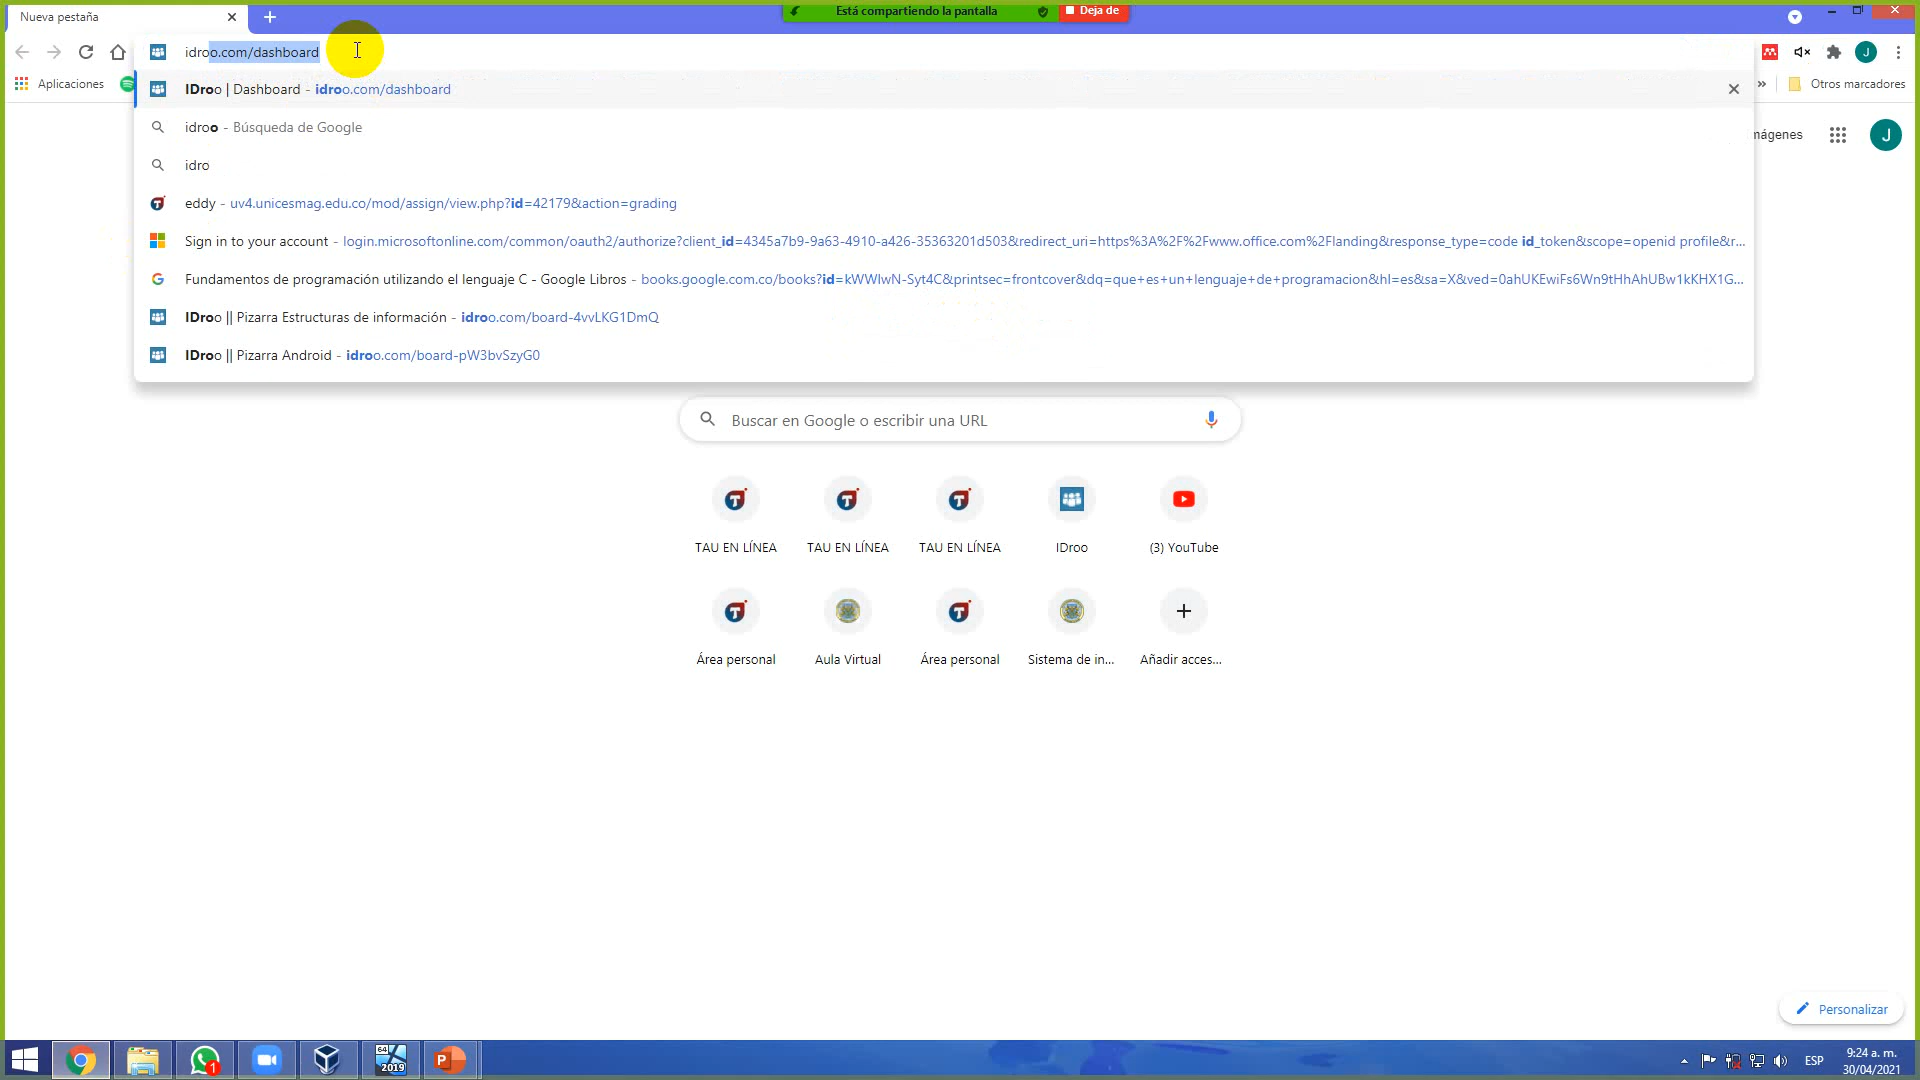 Nueva pestaña
Está compartiendo la pantalla
Deja de
idroo.com/dashboard
Aplicaciones
Otros marcadores
IDroo | Dashboard - idroo.com/dashboard
idroo - Búsqueda de Google
mágenes
J
J
idro
eddy - uv4.unicesmag.edu.co/mod/assign/view.php?id=42179&action=grading
Sign in to your account - login.microsoftonline.com/common/oauth2/authorize?client_id=4345a7b9-9a63-4910-a426-35363201d503&redirect_uri=https%3A%2F%2Fwww.office.com%2Flanding&response_type=code id_token&scope=openid profile&r...
Fundamentos de programación utilizando el lenguaje C - Google Libros - books.google.com.co/books?id=kWWIwN-Syt4C&printsec=frontcover&dq=que+es+un+lenguaje+de+programacion&hl=es&sa=X&ved=0ahUKEwiFs6Wn9tHhAhUBw1kKHX1G...
IDroo || Pizarra Estructuras de información - idroo.com/board-4vvLKG1DmQ
IDroo || Pizarra Android - idroo.com/board-pW3bvSzyG0
Buscar en Google o escribir una URL
TAU EN LÍNEA
TAU EN LÍNEA
TAU EN LÍNEA
IDroo
(3) YouTube
Área personal
Aula Virtual
Área personal
Sistema de in...
Añadir acces...
Personalizar
1
64
2019
P
ESP
9:24 a. m.
30/04/2021